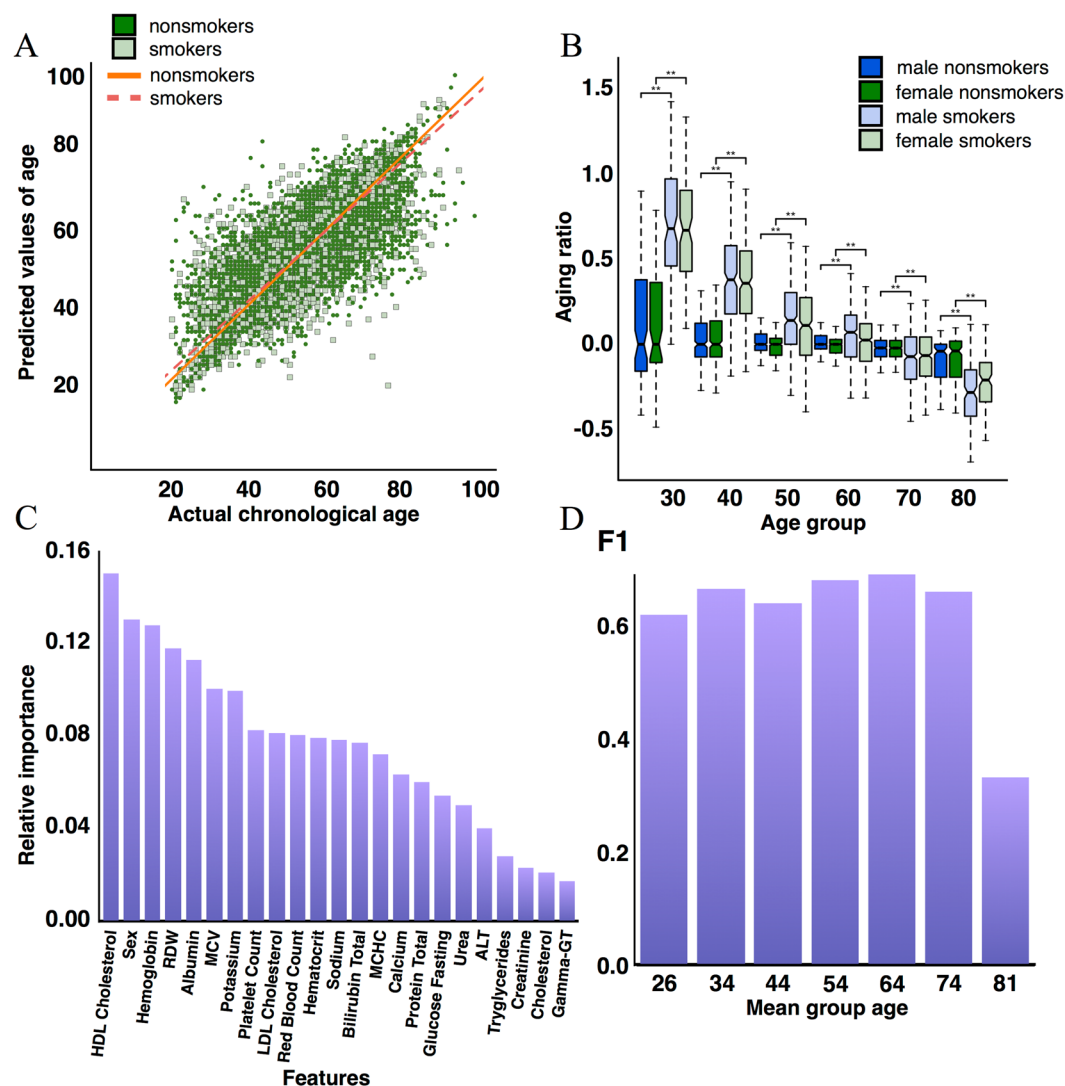 A
nonsmokers
smokers
nonsmokers
smokers
Predicted values of age
100
80
60
40
20
20 40 60 80 100
Actual chronological age
B
male nonsmokers
female nonsmokers
male smokers
female smokers
Aging ratio
1.5
1.0
0.5
0.0
-0.5
** **
** **
** **
** **
** **
** **
30 40 50 60 70 80
Age group
C
Relative importance
0.16
0.12
0.08
0.04
0.00
HDL Cholesterol
Sex
Hemoglobin
RDW
Albumin
MCV
Potassium
Platelet Count
LDL Cholesterol
Red Blood Count
Hematocrit
Sodium
Bilirubin Total
MCHC
Calcium
Protein Total
Glucose Fasting
Urea
ALT
Tryglycerides
Creatinine
Cholesterol
Gamma-GT
Features
D
F1
0.6
0.4
0.2
0.0
26 34 44 54 64 74 81
Mean group age